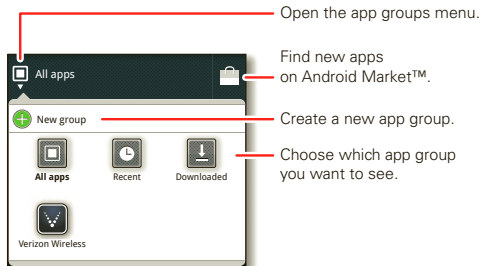 Open the app groups menu.
All apps
Find new apps
on Android Market™.
New group
Create a new app group.
All apps
Recent
Downloaded
Choose which app group
you want to see.
Verizon Wireless